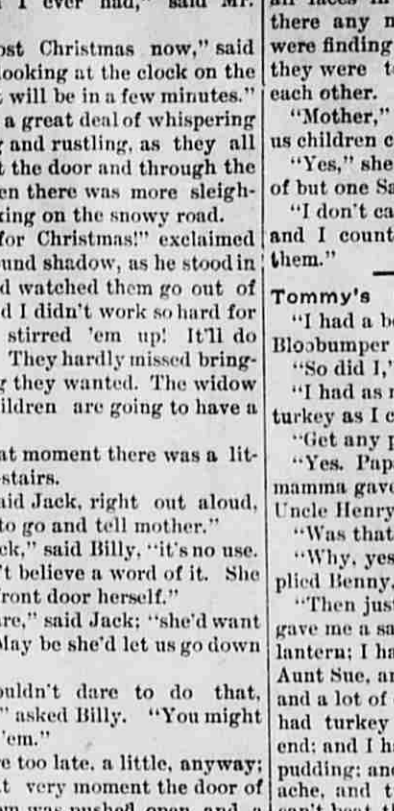 I ever had," said Mr.
ost Christmas now," said
ooking at the clock on the
will be in a few minutes."
a great deal of whispering
and rustling, as they all
t the door and through the
en there was more sleigh-
king on the snowy road.
for Christmas!" exclaimed
und shadow, as he stood in
d watched them go out of
d I didn't work so hard for
stirred 'em up! It'll do
They hardly missed bring-
g they wanted. The widow
ildren are going to have a
at moment there was a lit-
-stairs.
aid Jack, right out aloud,
to go and tell mother."
ck," said Billy, "it's no use.
't believe a word of it. She
front door herself."
re," said Jack; "she'd want
May be she'd let us go down
ouldn't dare to do that,
" asked Billy. "You might
'em."
e too late, a little, anyway;
t very moment the door of
pushed open and a
all faces in
there any m
were finding
they were t
each other.
"Mother,"
us children c
"Yes," she
of but one Sa
"I don't ca
and I count
them."
Tommy's
"I had a be
Bloobumper
"So did I,"
"I had as m
turkey as I c
"Get any p
"Yes. Pap
mamma gave
Uncle Henry
"Was that
"Why, yes
plied Benny,
"Then just
gave me a sa
lantern; I ha
Aunt Sue, an
and a lot of
had turkey
end; and I h
pudding; and
ache, and t